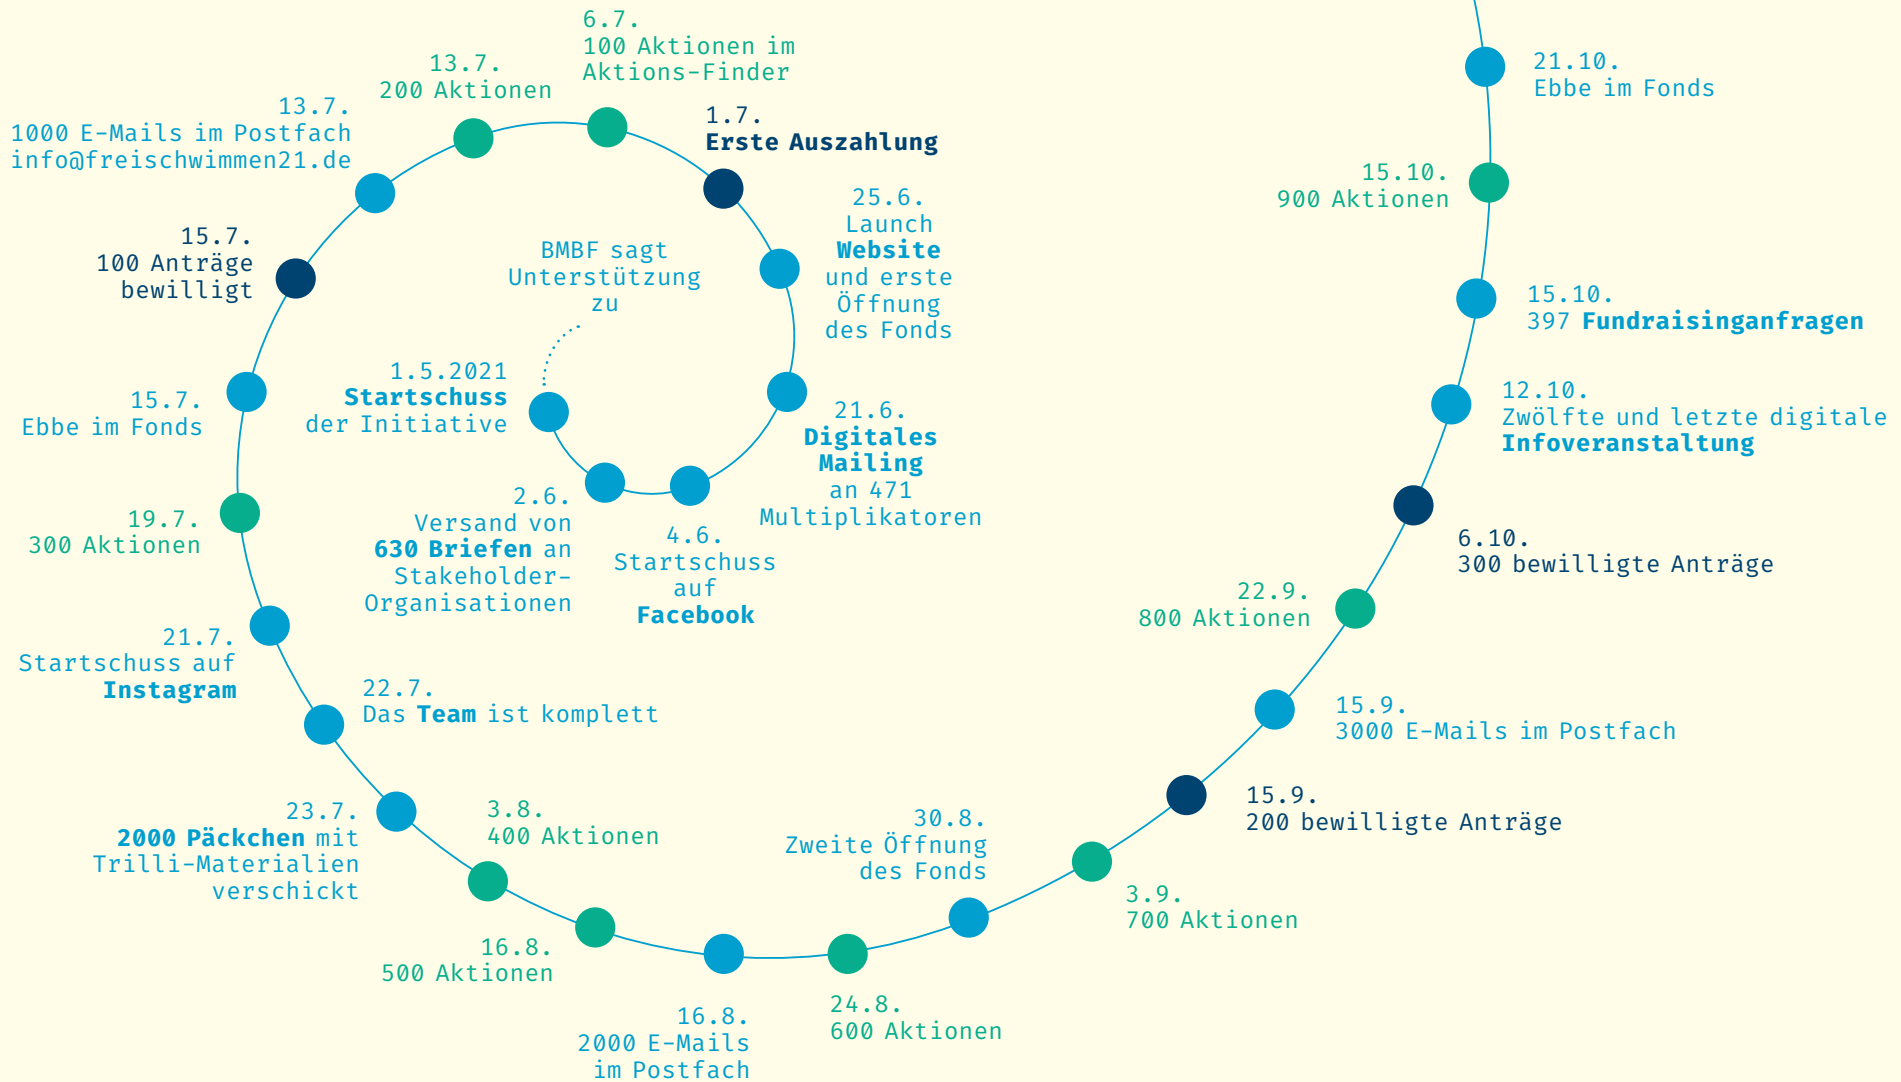 BMBF sagt
Unterstützung
zu
1.5.2021
Startschuss
der Initiative
2.6.
Versand von
630 Briefen an
Stakeholder-
Organisationen
4.6.
Startschuss
auf
Facebook
21.6.
Digitales
Mailing
an 471
Multiplikatoren
25.6.
Launch
Website
und erste
Öffnung
des Fonds
1.7.
Erste Auszahlung
6.7.
100 Aktionen im
Aktions-Finder
13.7.
200 Aktionen
13.7.
1000 E-Mails im Postfach
info@freischwimmen21.de
15.7.
100 Anträge
bewilligt
15.7.
Ebbe im Fonds
19.7.
300 Aktionen
21.7.
Startschuss auf
Instagram
22.7.
Das Team ist komplett
23.7.
2000 Päckchen mit
Trilli-Materialien
verschickt
3.8.
400 Aktionen
16.8.
500 Aktionen
16.8.
2000 E-Mails
im Postfach
24.8.
600 Aktionen
30.8.
Zweite Öffnung
des Fonds
3.9.
700 Aktionen
15.9.
200 bewilligte Anträge
15.9.
3000 E-Mails im Postfach
22.9.
800 Aktionen
6.10.
300 bewilligte Anträge
12.10.
Zwölfte und letzte digitale
Infoveranstaltung
15.10.
397 Fundraisinganfragen
15.10.
900 Aktionen
21.10.
Ebbe im Fonds